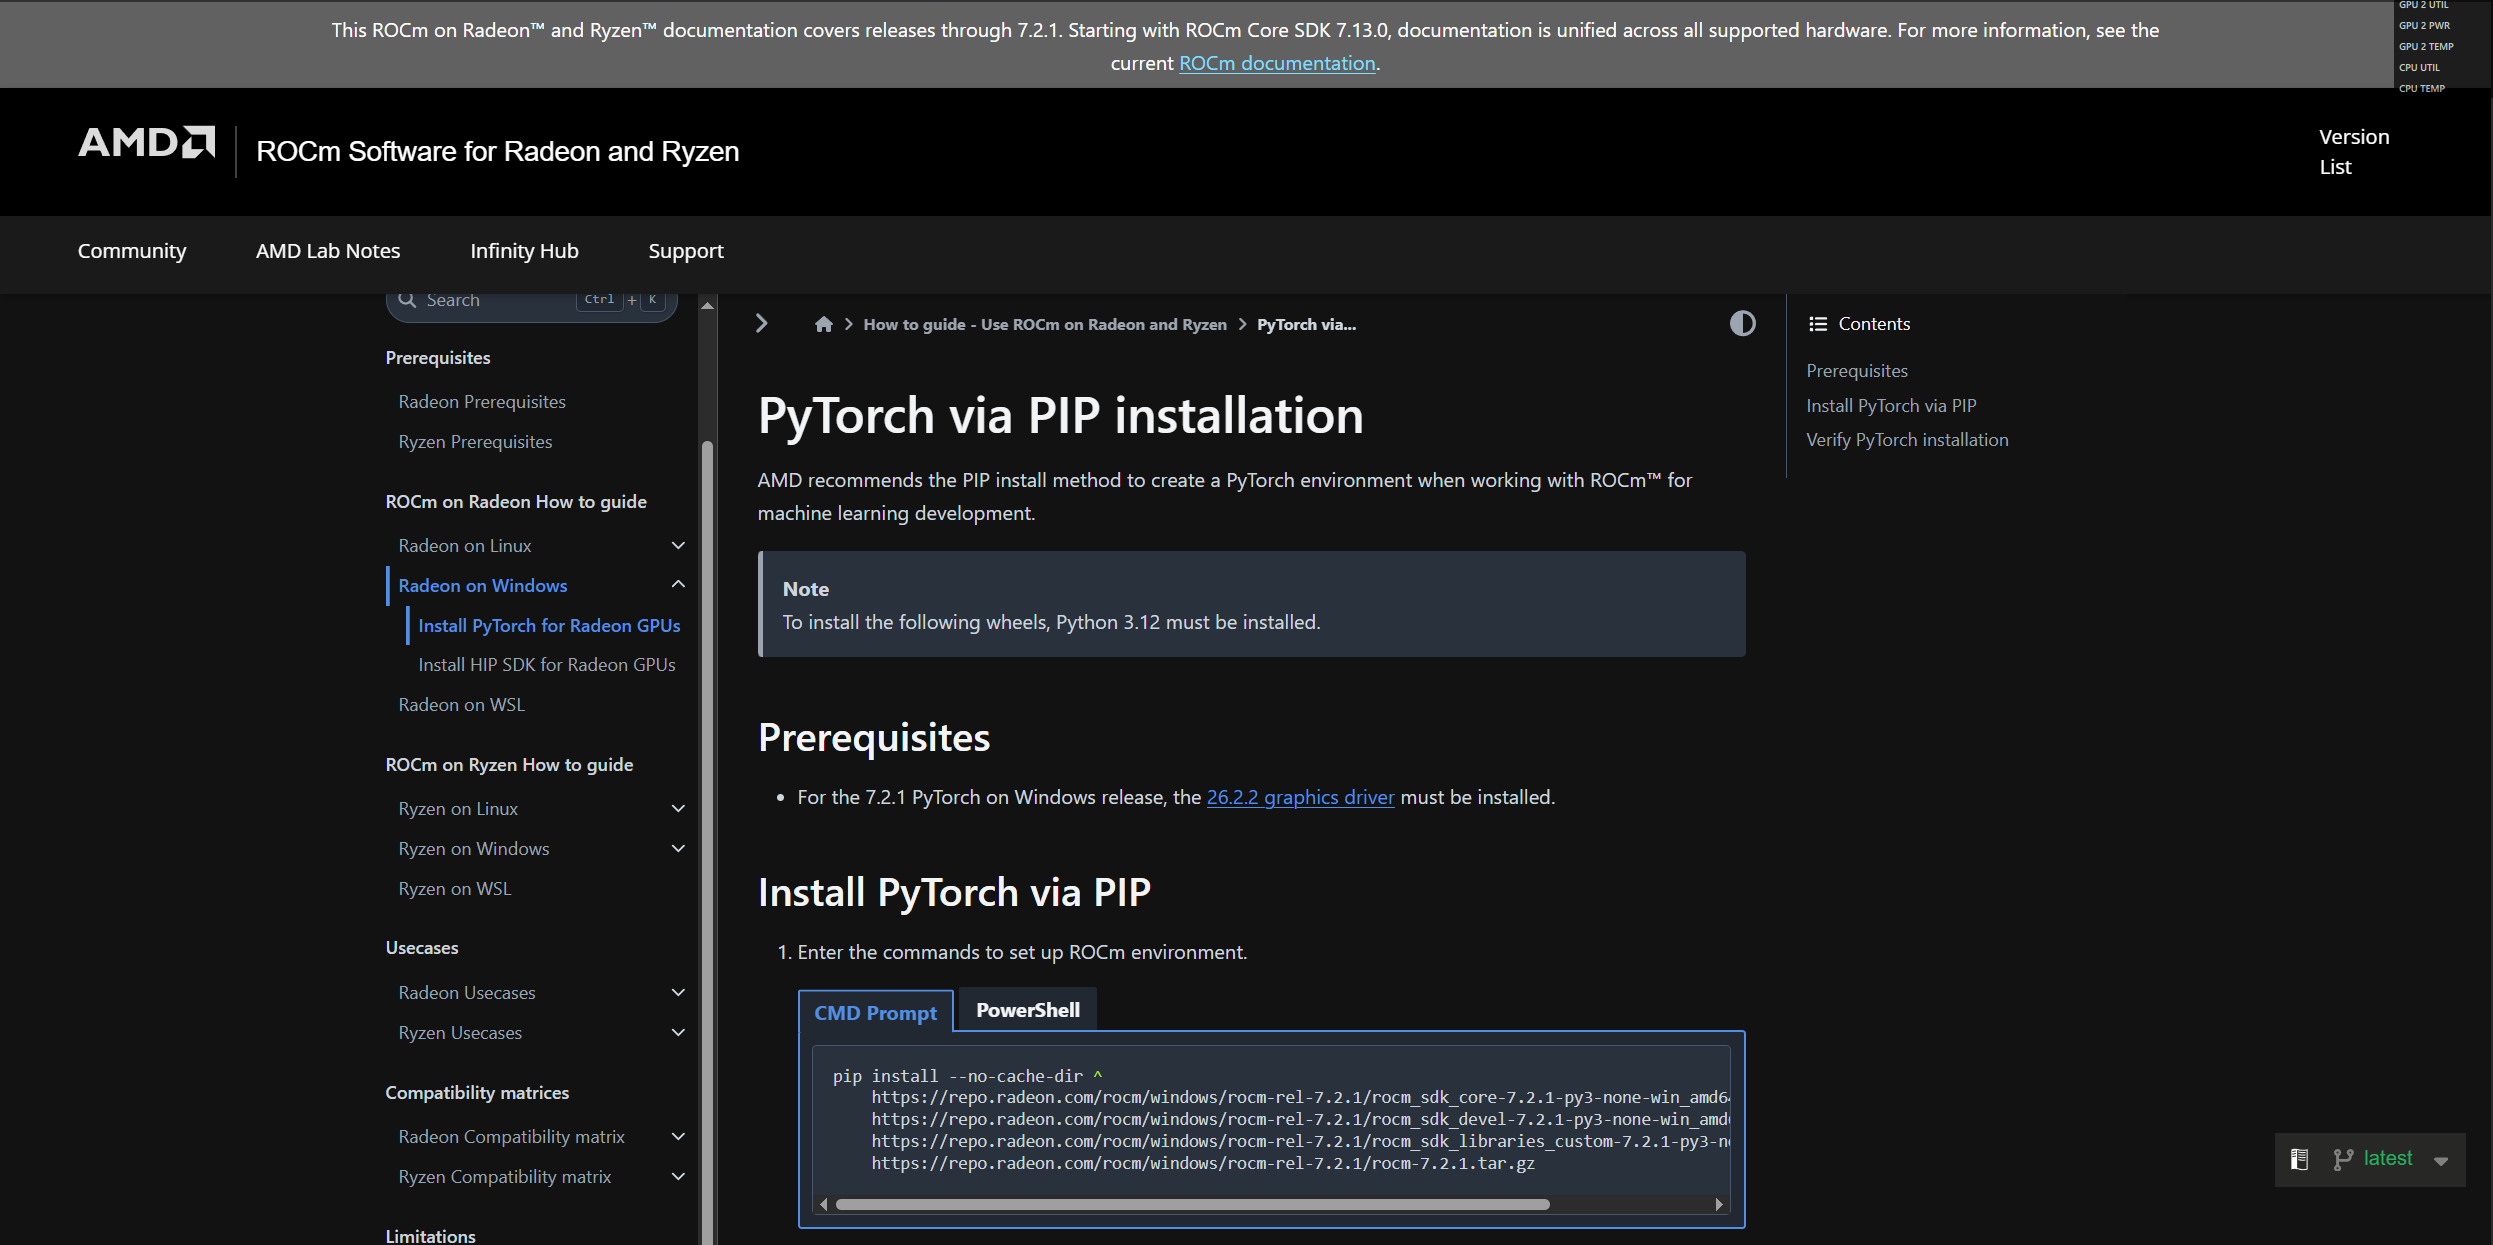 This ROCm on Radeon™ and Ryzen™ documentation covers releases through 7.2.1. Starting with ROCm Core SDK 7.13.0, documentation is unified across all supported hardware. For more information, see the
current ROCm documentation.
GPU 2 UTIL
GPU 2 PWR
GPU 2 TEMP
CPU UTIL
CPU TEMP
AMD
ROCm Software for Radeon and Ryzen
Version
List
Community
AMD Lab Notes
Infinity Hub
Support
Search
Ctrl + K
Prerequisites
Radeon Prerequisites
Ryzen Prerequisites
ROCm on Radeon How to guide
Radeon on Linux
Radeon on Windows
Install PyTorch for Radeon GPUs
Install HIP SDK for Radeon GPUs
Radeon on WSL
ROCm on Ryzen How to guide
Ryzen on Linux
Ryzen on Windows
Ryzen on WSL
Usecases
Radeon Usecases
Ryzen Usecases
Compatibility matrices
Radeon Compatibility matrix
Ryzen Compatibility matrix
Limitations
How to guide - Use ROCm on Radeon and Ryzen
PyTorch via...
PyTorch via PIP installation
AMD recommends the PIP install method to create a PyTorch environment when working with ROCm™ for
machine learning development.
Note
To install the following wheels, Python 3.12 must be installed.
Prerequisites
• For the 7.2.1 PyTorch on Windows release, the 26.2.2 graphics driver must be installed.
Install PyTorch via PIP
1. Enter the commands to set up ROCm environment.
CMD Prompt
PowerShell
pip install --no-cache-dir ^
https://repo.radeon.com/rocm/windows/rocm-rel-7.2.1/rocm_sdk_core-7.2.1-py3-none-win_amd6
https://repo.radeon.com/rocm/windows/rocm-rel-7.2.1/rocm_sdk_devel-7.2.1-py3-none-win_amd
https://repo.radeon.com/rocm/windows/rocm-rel-7.2.1/rocm_sdk_libraries_custom-7.2.1-py3-n
https://repo.radeon.com/rocm/windows/rocm-rel-7.2.1/rocm-7.2.1.tar.gz
Contents
Prerequisites
Install PyTorch via PIP
Verify PyTorch installation
latest